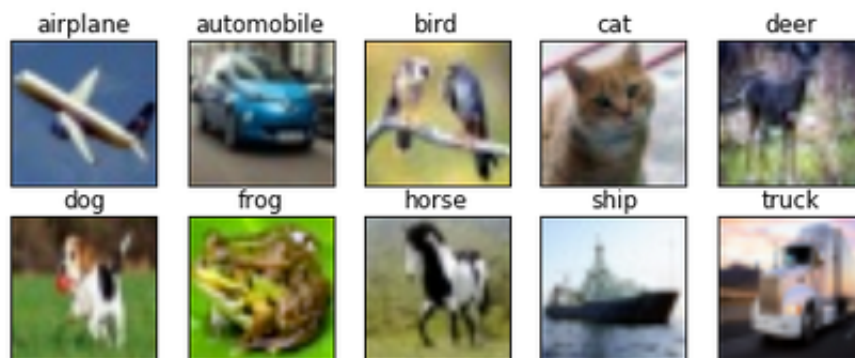 airplane automobile bird cat deer
dog frog horse ship truck